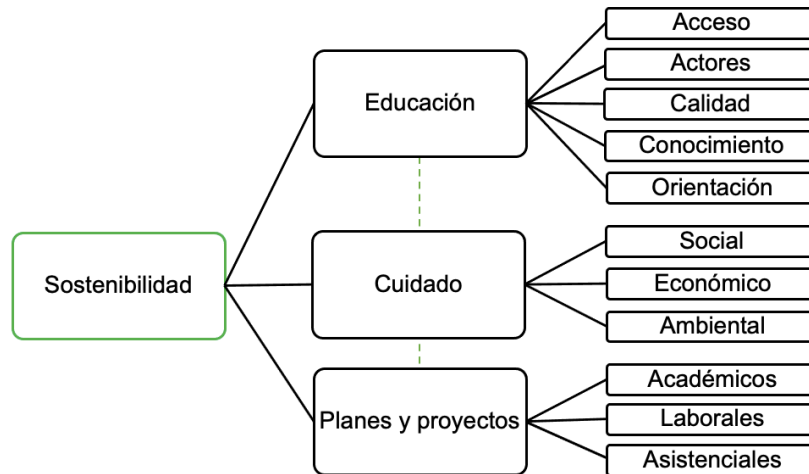 Sostenibilidad
Educación
Acceso
Actores
Calidad
Conocimiento
Orientación
Cuidado
Social
Económico
Ambiental
Planes y proyectos
Académicos
Laborales
Asistenciales